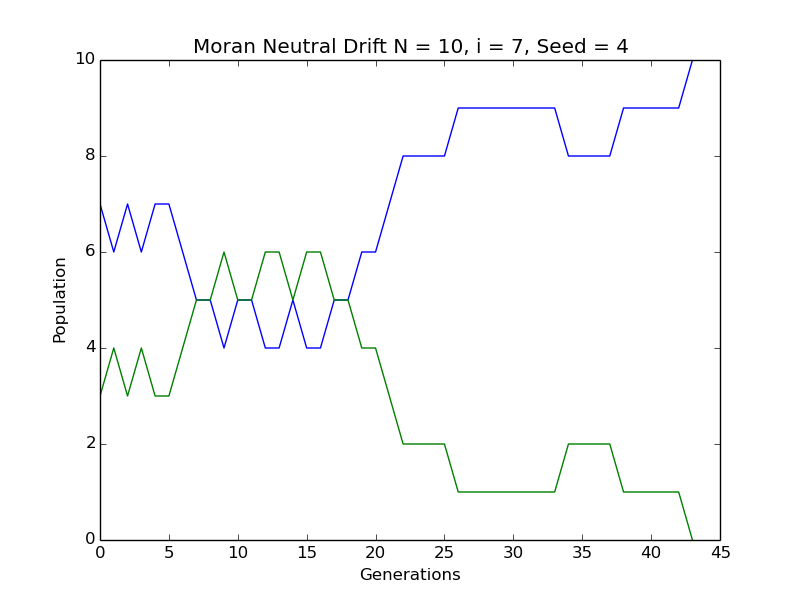 Moran Neutral Drift N = 10, i = 7, Seed = 4
10
8
6
4
2
0
Population
0 5 10 15 20 25 30 35 40 45
Generations